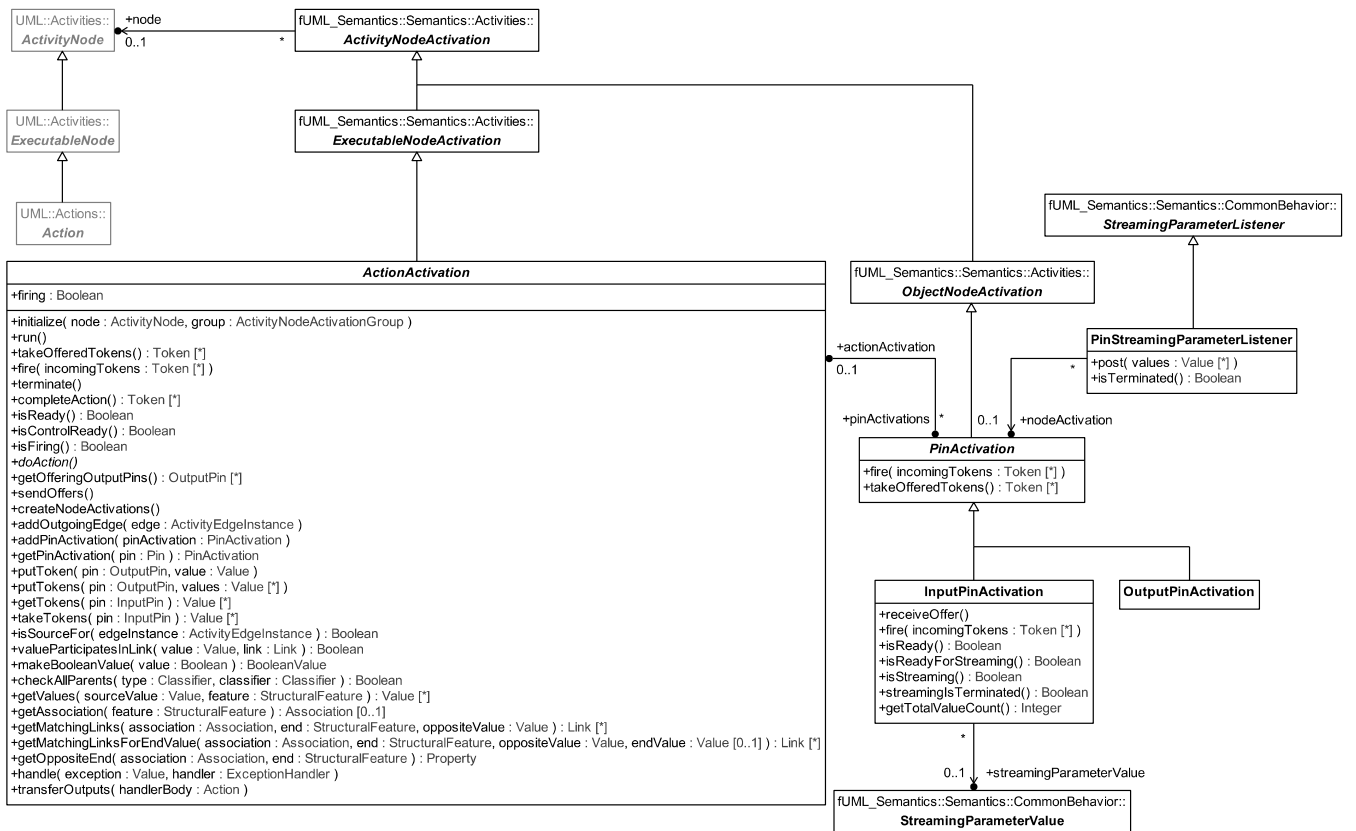 UML::Activities::
ActivityNode
+node
0..1
*
fUML_Semantics::Semantics::Activities::
ActivityNodeActivation
UML::Activities::
ExecutableNode
fUML_Semantics::Semantics::Activities::
ExecutableNodeActivation
UML::Actions::
Action
fUML_Semantics::Semantics::CommonBehavior::
StreamingParameterListener
ActionActivation
+firing : Boolean
+initialize( node : ActivityNode, group : ActivityNodeActivationGroup )
+run()
+takeOfferedTokens() : Token [*]
+fire( incomingTokens : Token [*] )
+terminate()
+completeAction() : Token [*]
+isReady() : Boolean
+isControlReady() : Boolean
+isFiring() : Boolean
+doAction()
+getOfferingOutputPins() : OutputPin [*]
+sendOffers()
+createNodeActivations()
+addOutgoingEdge( edge : ActivityEdgeInstance )
+addPinActivation( pinActivation : PinActivation )
+getPinActivation( pin : Pin ) : PinActivation
+putToken( pin : OutputPin, value : Value )
+putTokens( pin : OutputPin, values : Value [*] )
+getTokens( pin : InputPin ) : Value [*]
+takeTokens( pin : InputPin ) : Value [*]
+isSourceFor( edgeInstance : ActivityEdgeInstance ) : Boolean
+valueParticipatesInLink( value : Value, link : Link ) : Boolean
+makeBooleanValue( value : Boolean ) : BooleanValue
+checkAllParents( type : Classifier, classifier : Classifier ) : Boolean
+getValues( sourceValue : Value, feature : StructuralFeature ) : Value [*]
+getAssociation( feature : StructuralFeature ) : Association [0..1]
+getMatchingLinks( association : Association, end : StructuralFeature, oppositeValue : Value ) : Link [*]
+getMatchingLinksForEndValue( association : Association, end : StructuralFeature, oppositeValue : Value, endValue : Value [0..1] ) : Link [*]
+getOppositeEnd( association : Association, end : StructuralFeature ) : Property
+handle( exception : Value, handler : ExceptionHandler )
+transferOutputs( handlerBody : Action )
fUML_Semantics::Semantics::Activities::
ObjectNodeActivation
PinStreamingParameterListener
+post( values : Value [*] )
+isTerminated() : Boolean
+actionActivation
0..1
*
+pinActivations
*
0..1
+nodeActivation
PinActivation
+fire( incomingTokens : Token [*] )
+takeOfferedTokens() : Token [*]
InputPinActivation
+receiveOffer()
+fire( incomingTokens : Token [*] )
+isReady() : Boolean
+isReadyForStreaming() : Boolean
+isStreaming() : Boolean
+streamingIsTerminated() : Boolean
+getTotalValueCount() : Integer
OutputPinActivation
*
0..1
+streamingParameterValue
fUML_Semantics::Semantics::CommonBehavior::
StreamingParameterValue